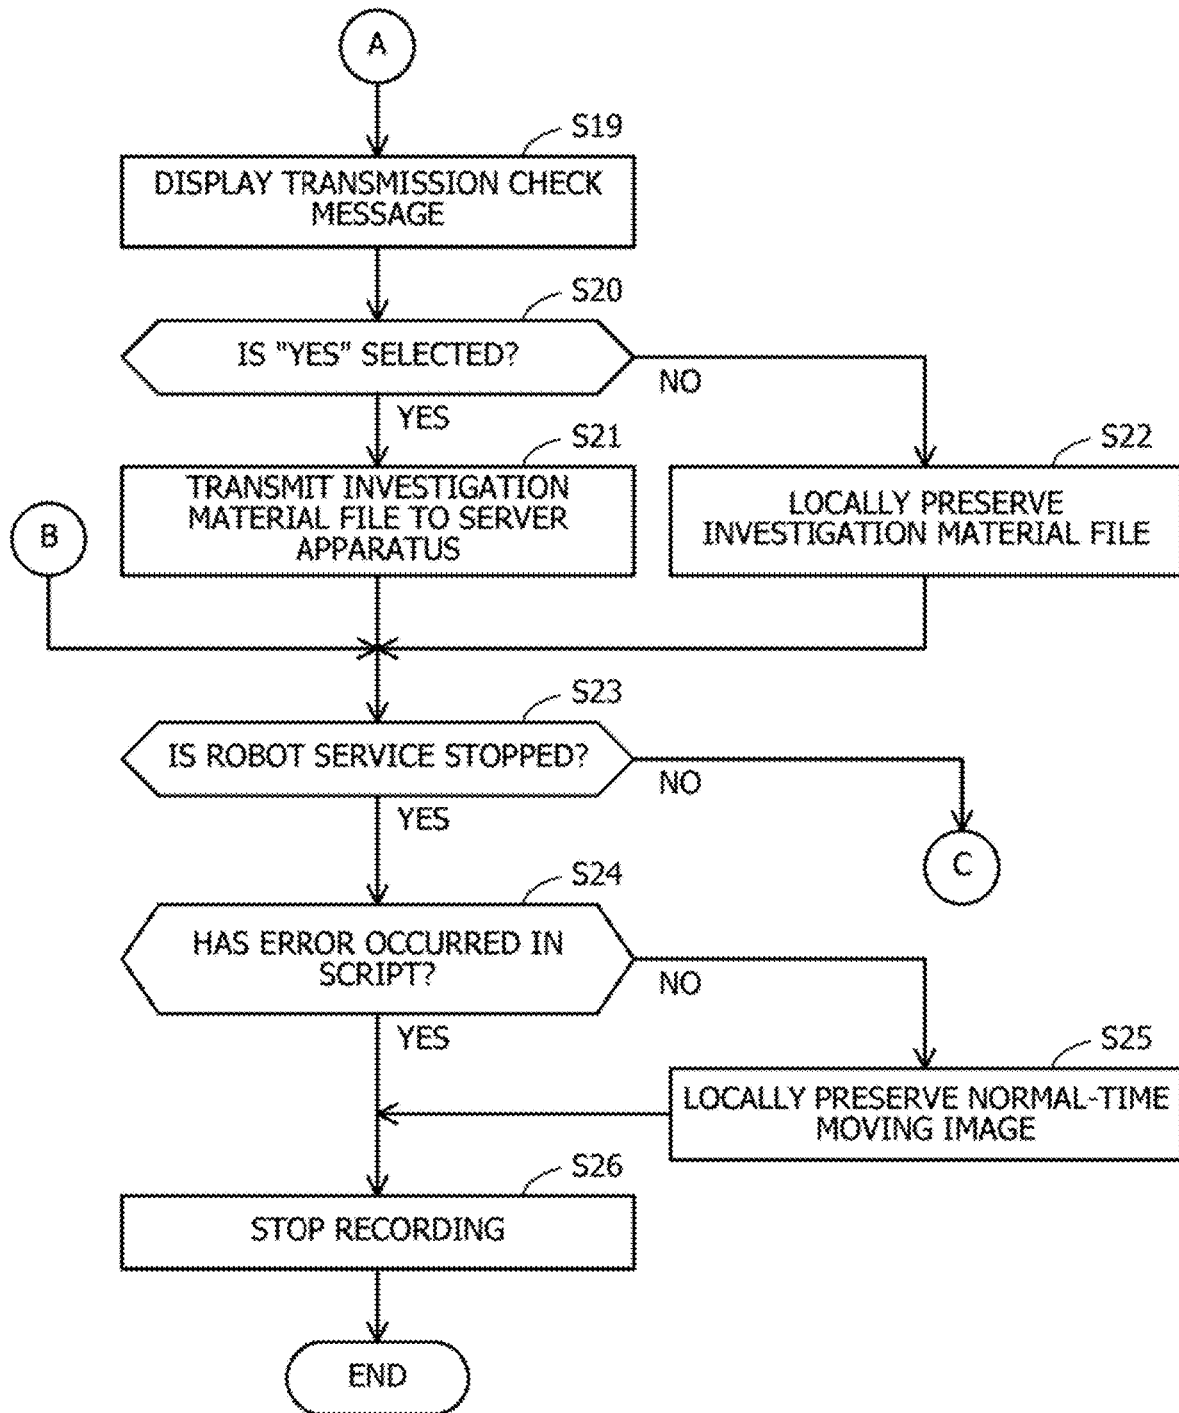 A
S19
DISPLAY TRANSMISSION CHECK
MESSAGE
S20
IS "YES" SELECTED?
NO
YES
S21
TRANSMIT INVESTIGATION
MATERIAL FILE TO SERVER
APPARATUS
S22
LOCALLY PRESERVE
INVESTIGATION MATERIAL FILE
B
S23
IS ROBOT SERVICE STOPPED?
NO
YES
C
S24
HAS ERROR OCCURRED IN
SCRIPT?
NO
YES
S25
LOCALLY PRESERVE NORMAL-TIME
MOVING IMAGE
S26
STOP RECORDING
END